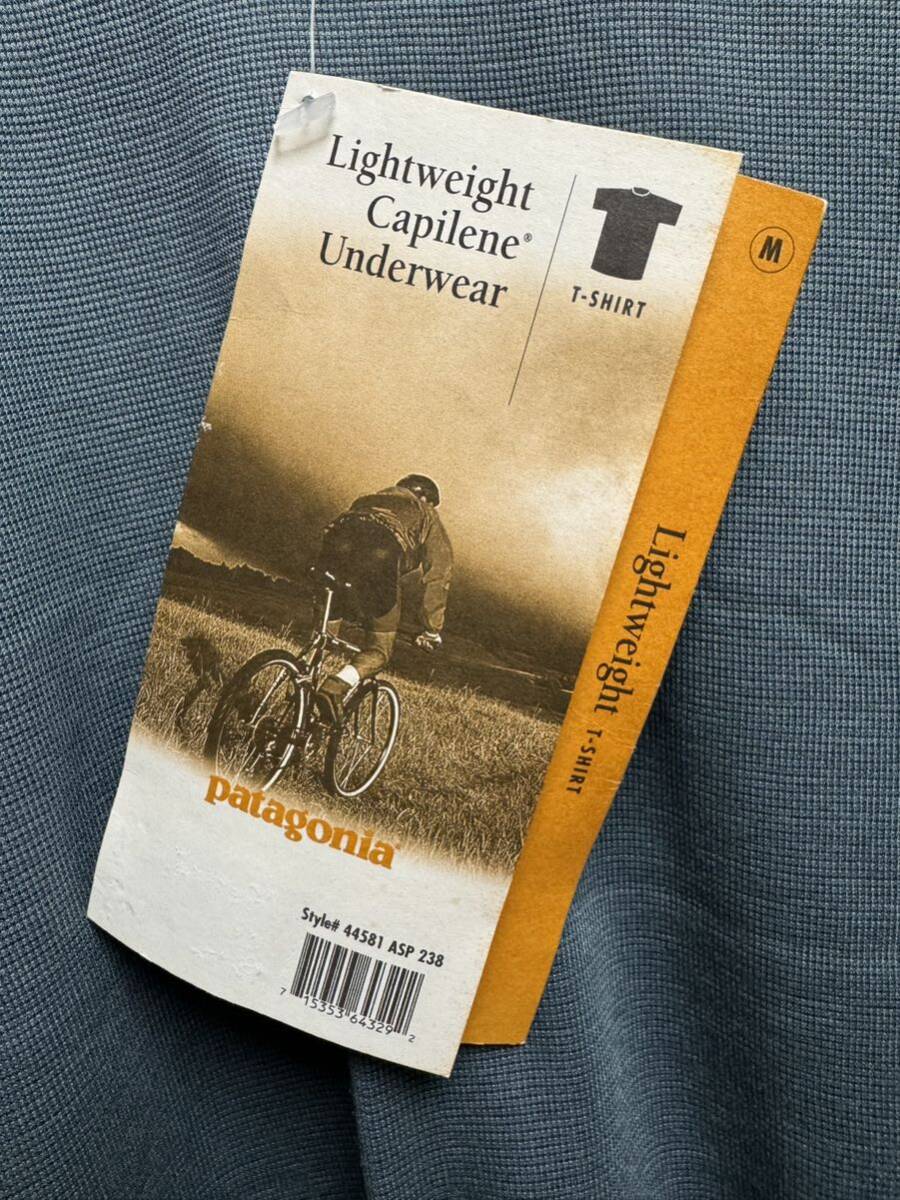 Lightweight
Capilene®
Underwear
T-SHIRT
M
Lightweight T-SHIRT
patagonia
Style# 44581 ASP 238
7 15353 64329 2